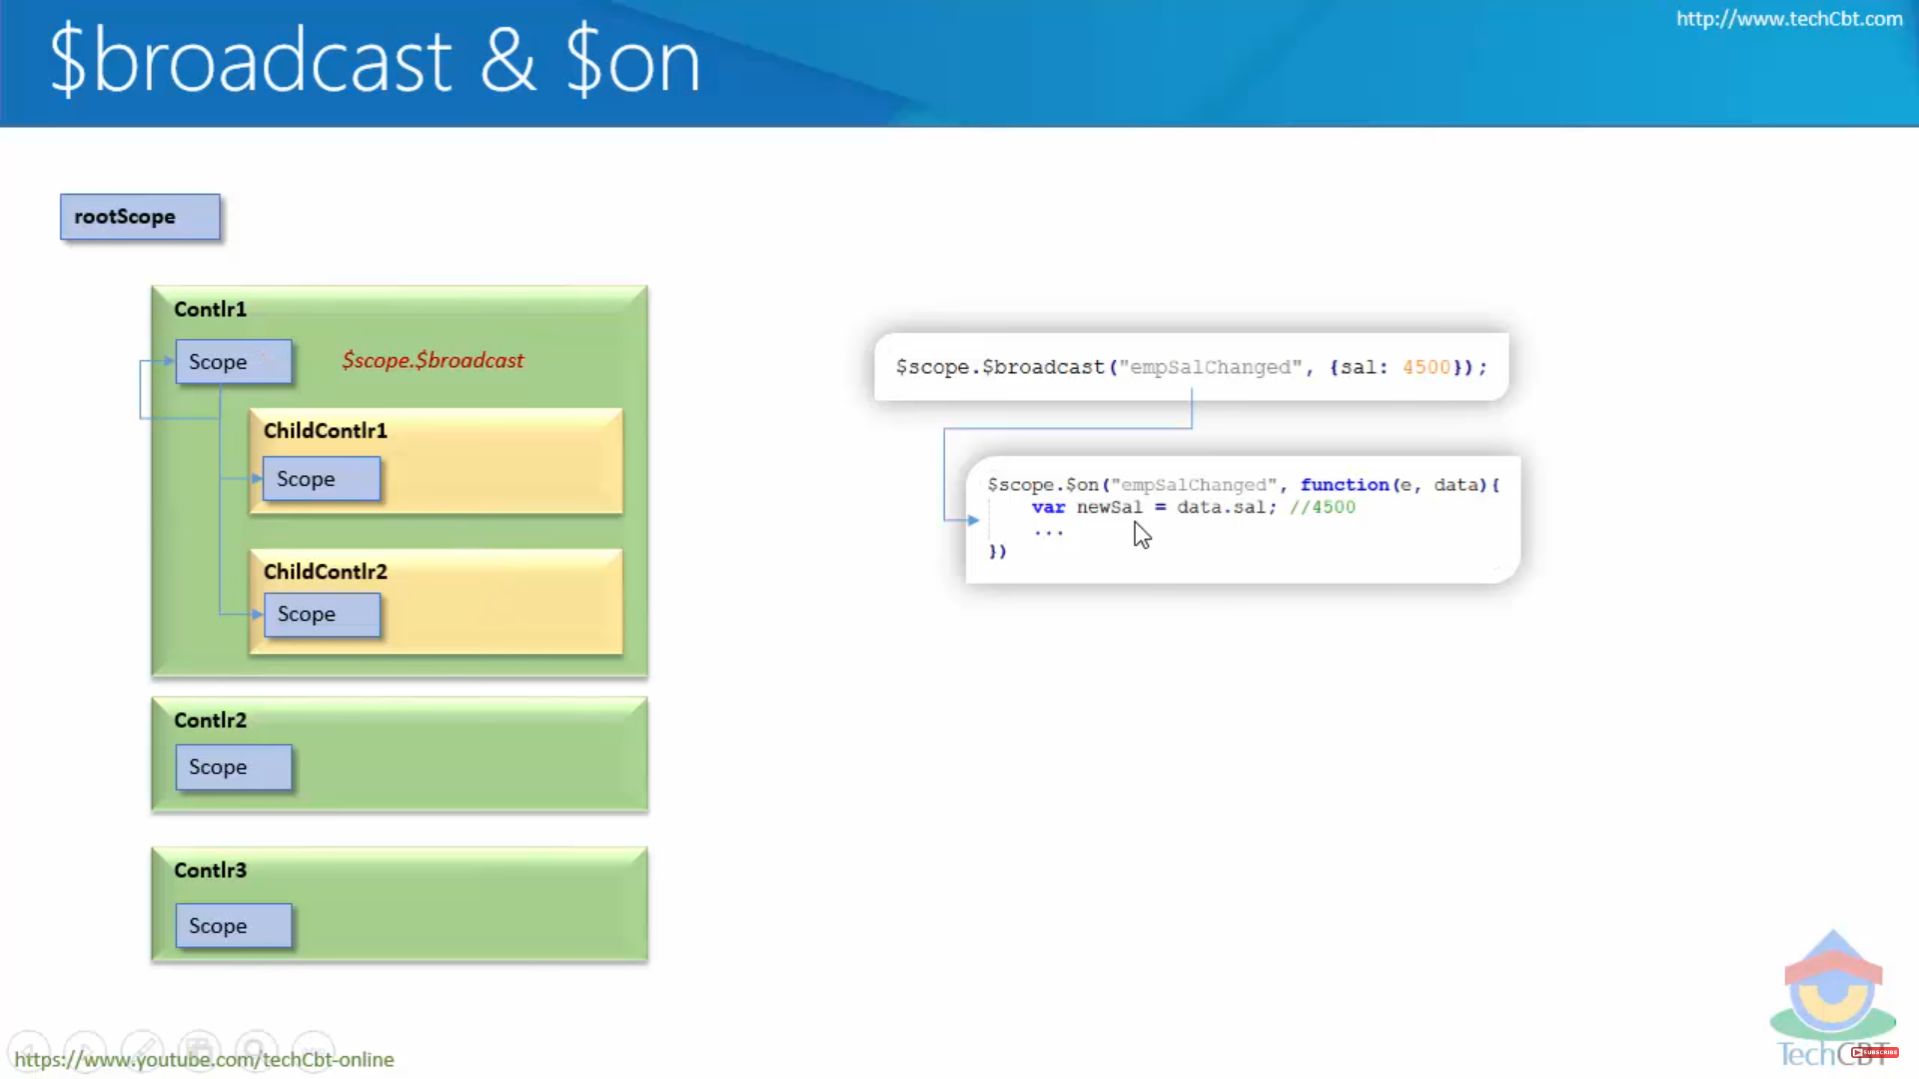 $broadcast & $on
http://www.techCbt.com
rootScope
Contlr1
Scope
$scope.$broadcast
ChildContlr1
Scope
ChildContlr2
Scope
Contlr2
Scope
Contlr3
Scope
$scope.$broadcast("empSalChanged", {sal: 4500});
$scope.$on("empSalChanged", function(e, data){
var newSal = data.sal; //4500
...
})
https://www.youtube.com/techCbt-online
TechCBT
SUBSCRIBE